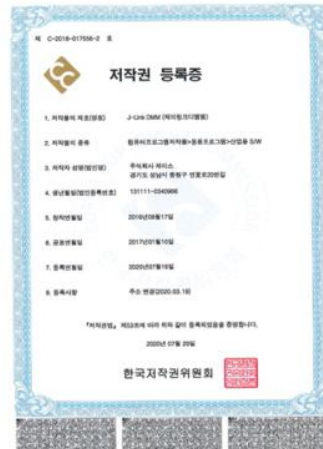 제 C-2018-017556-2 호
저작권 등록증
1. 저작물의 제호(명칭) J-Link DMM (제이링크디엠엠)
2. 저작물의 종류 컴퓨터프로그램저작물>응용프로그램>산업용 S/W
3. 저작자 성명(법인명) 주식회사 제이스
경기도 성남시 중원구
4. 생년월일(법인등록번호) 131111-0340966
5. 창작연월일 2016년08월17일
6. 공표연월일 2017년01월10일
7. 등록연월일 2020년07월16일
8. 등록사항 주소 변경(2020.03.19)
『저작권법』 제53조에 따라 위와 같이 등록되었음을 증명합니다.
2020년 07월 20일
한국저작권위원회